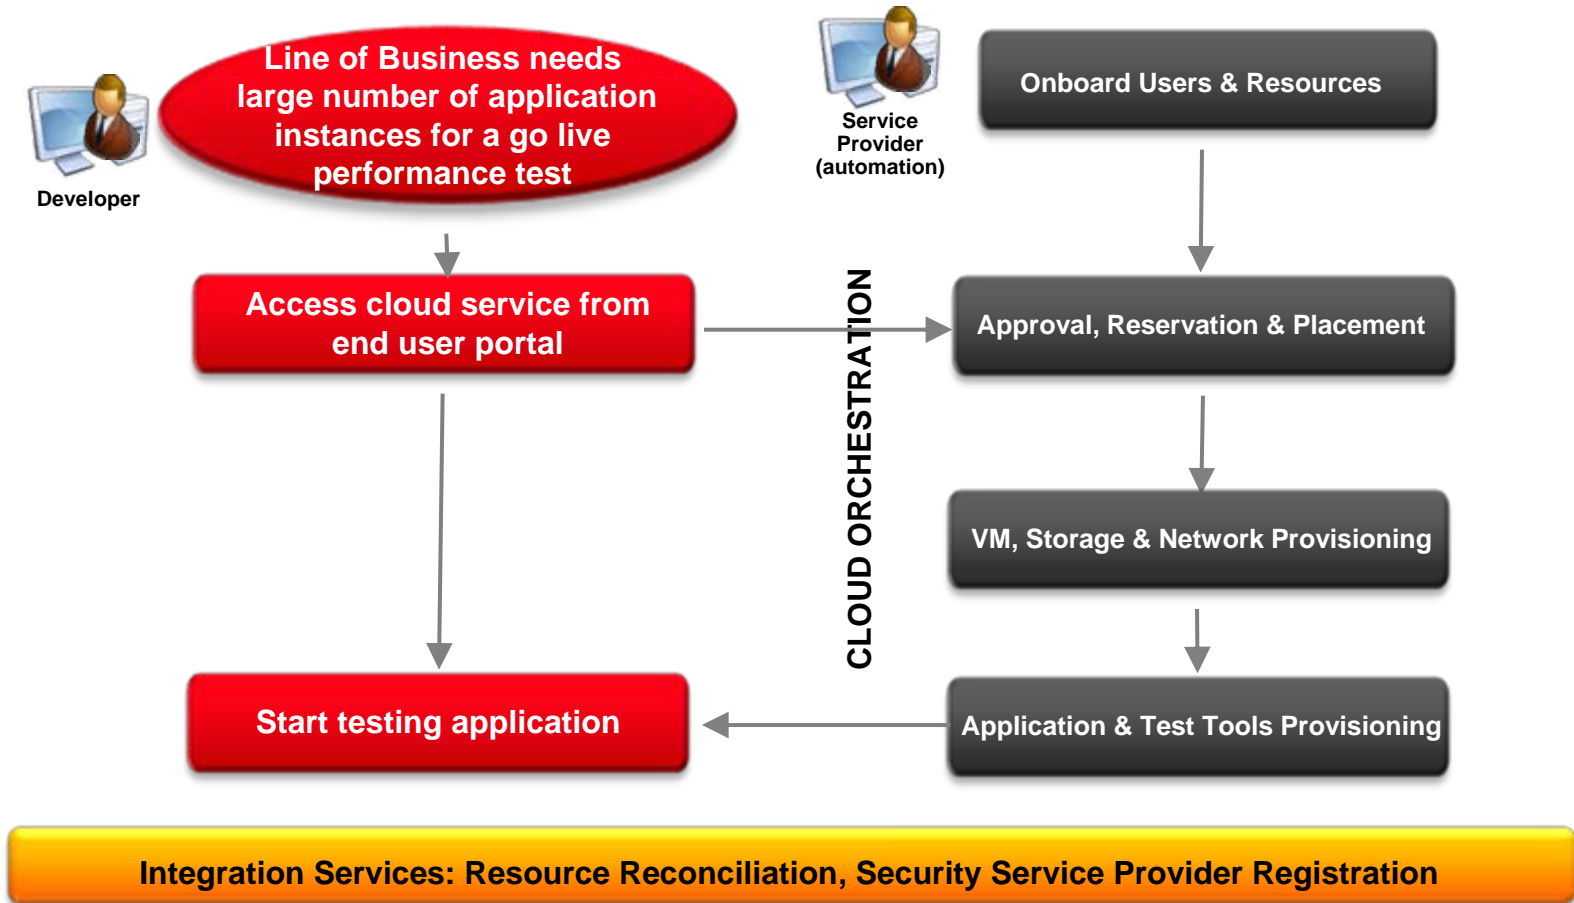 Line of Business needs
large number of application
instances for a go live
performance test
Developer
Service
Provider
(automation)
Onboard Users & Resources
Access cloud service from
end user portal
CLOUD ORCHESTRATION
Approval, Reservation & Placement
VM, Storage & Network Provisioning
Start testing application
Application & Test Tools Provisioning
Integration Services: Resource Reconciliation, Security Service Provider Registration